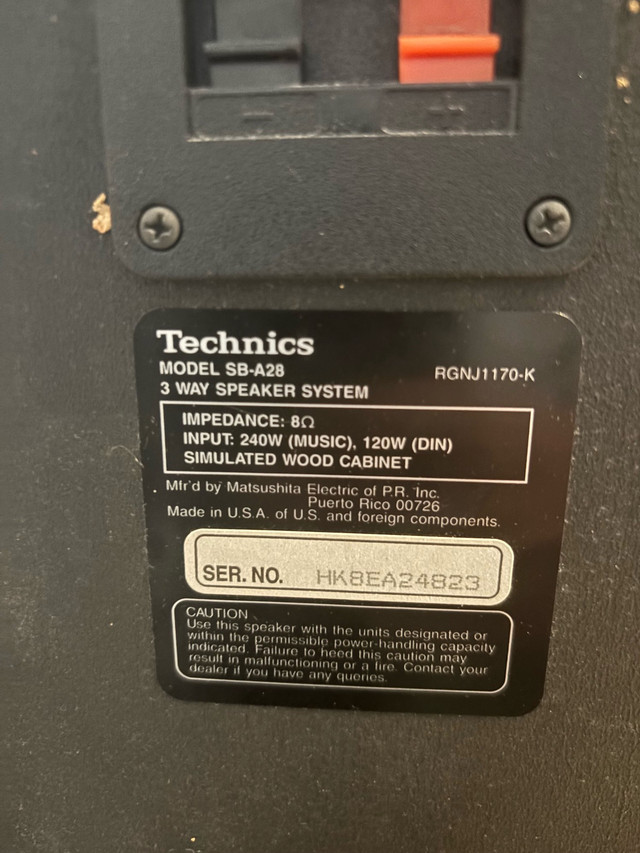 − +
Technics
MODEL SB-A28 RGNJ1170-K
3 WAY SPEAKER SYSTEM
IMPEDANCE: 8Ω
INPUT: 240W (MUSIC), 120W (DIN)
SIMULATED WOOD CABINET
Mfr'd by Matsushita Electric of P.R. Inc.
Puerto Rico 00726
Made in U.S.A. of U.S. and foreign components.
SER. NO. HK8EA24823
CAUTION
Use this speaker with the units designated or
within the permissible power-handling capacity
indicated. Failure to heed this caution may
result in malfunctioning or a fire. Contact your
dealer if you have any queries.